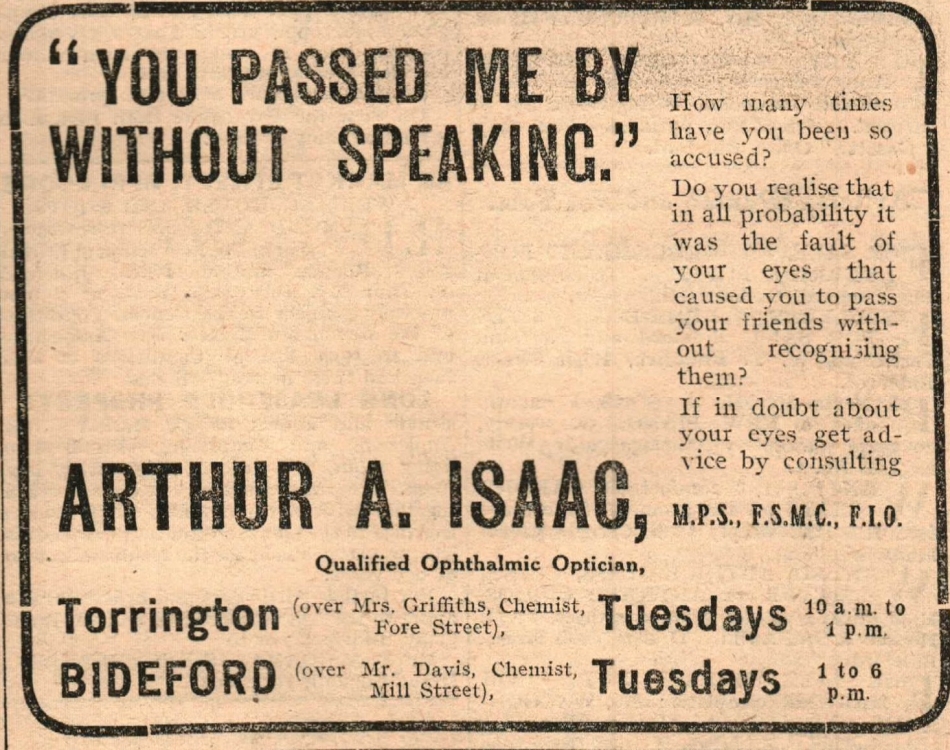 “YOU PASSED ME BY
WITHOUT SPEAKING.”
How many times
have you been so
accused?
Do you realise that
in all probability it
was the fault of
your eyes that
caused you to pass
your friends with-
out recognising
them?
If in doubt about
your eyes get ad-
vice by consulting
ARTHUR A. ISAAC, M.P.S., F.S.M.C., F.I.O.
Qualified Ophthalmic Optician,
Torrington (over Mrs. Griffiths, Chemist, Fore Street), Tuesdays 10 a.m. to 1 p.m.
BIDEFORD (over Mr. Davis, Chemist, Mill Street), Tuesdays 1 to 6 p.m.